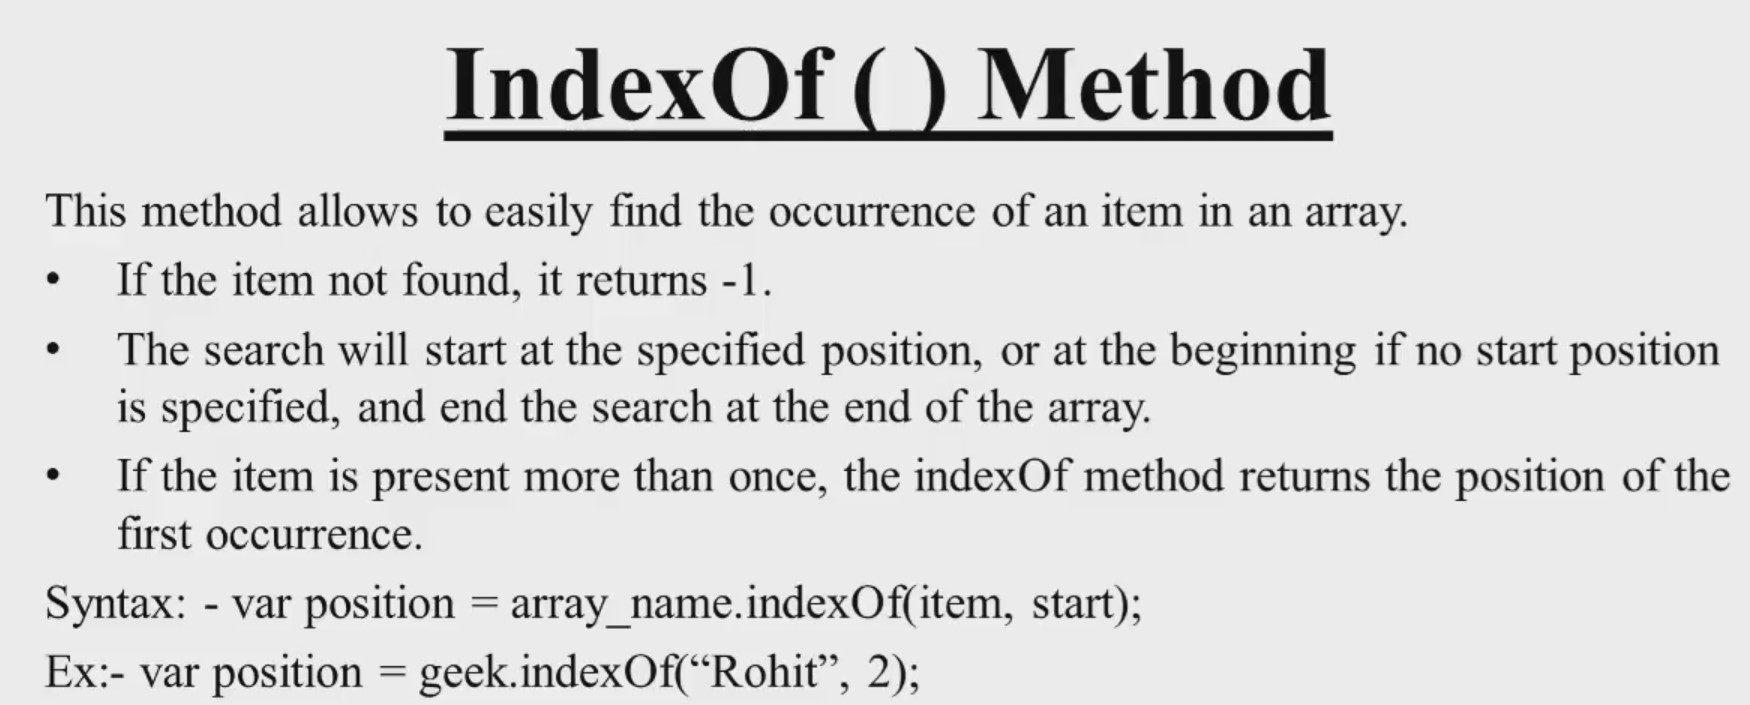 IndexOf ( ) Method
This method allows to easily find the occurrence of an item in an array.
• If the item not found, it returns -1.
• The search will start at the specified position, or at the beginning if no start position
is specified, and end the search at the end of the array.
• If the item is present more than once, the indexOf method returns the position of the
first occurrence.
Syntax: - var position = array_name.indexOf(item, start);
Ex:- var position = geek.indexOf(“Rohit”, 2);